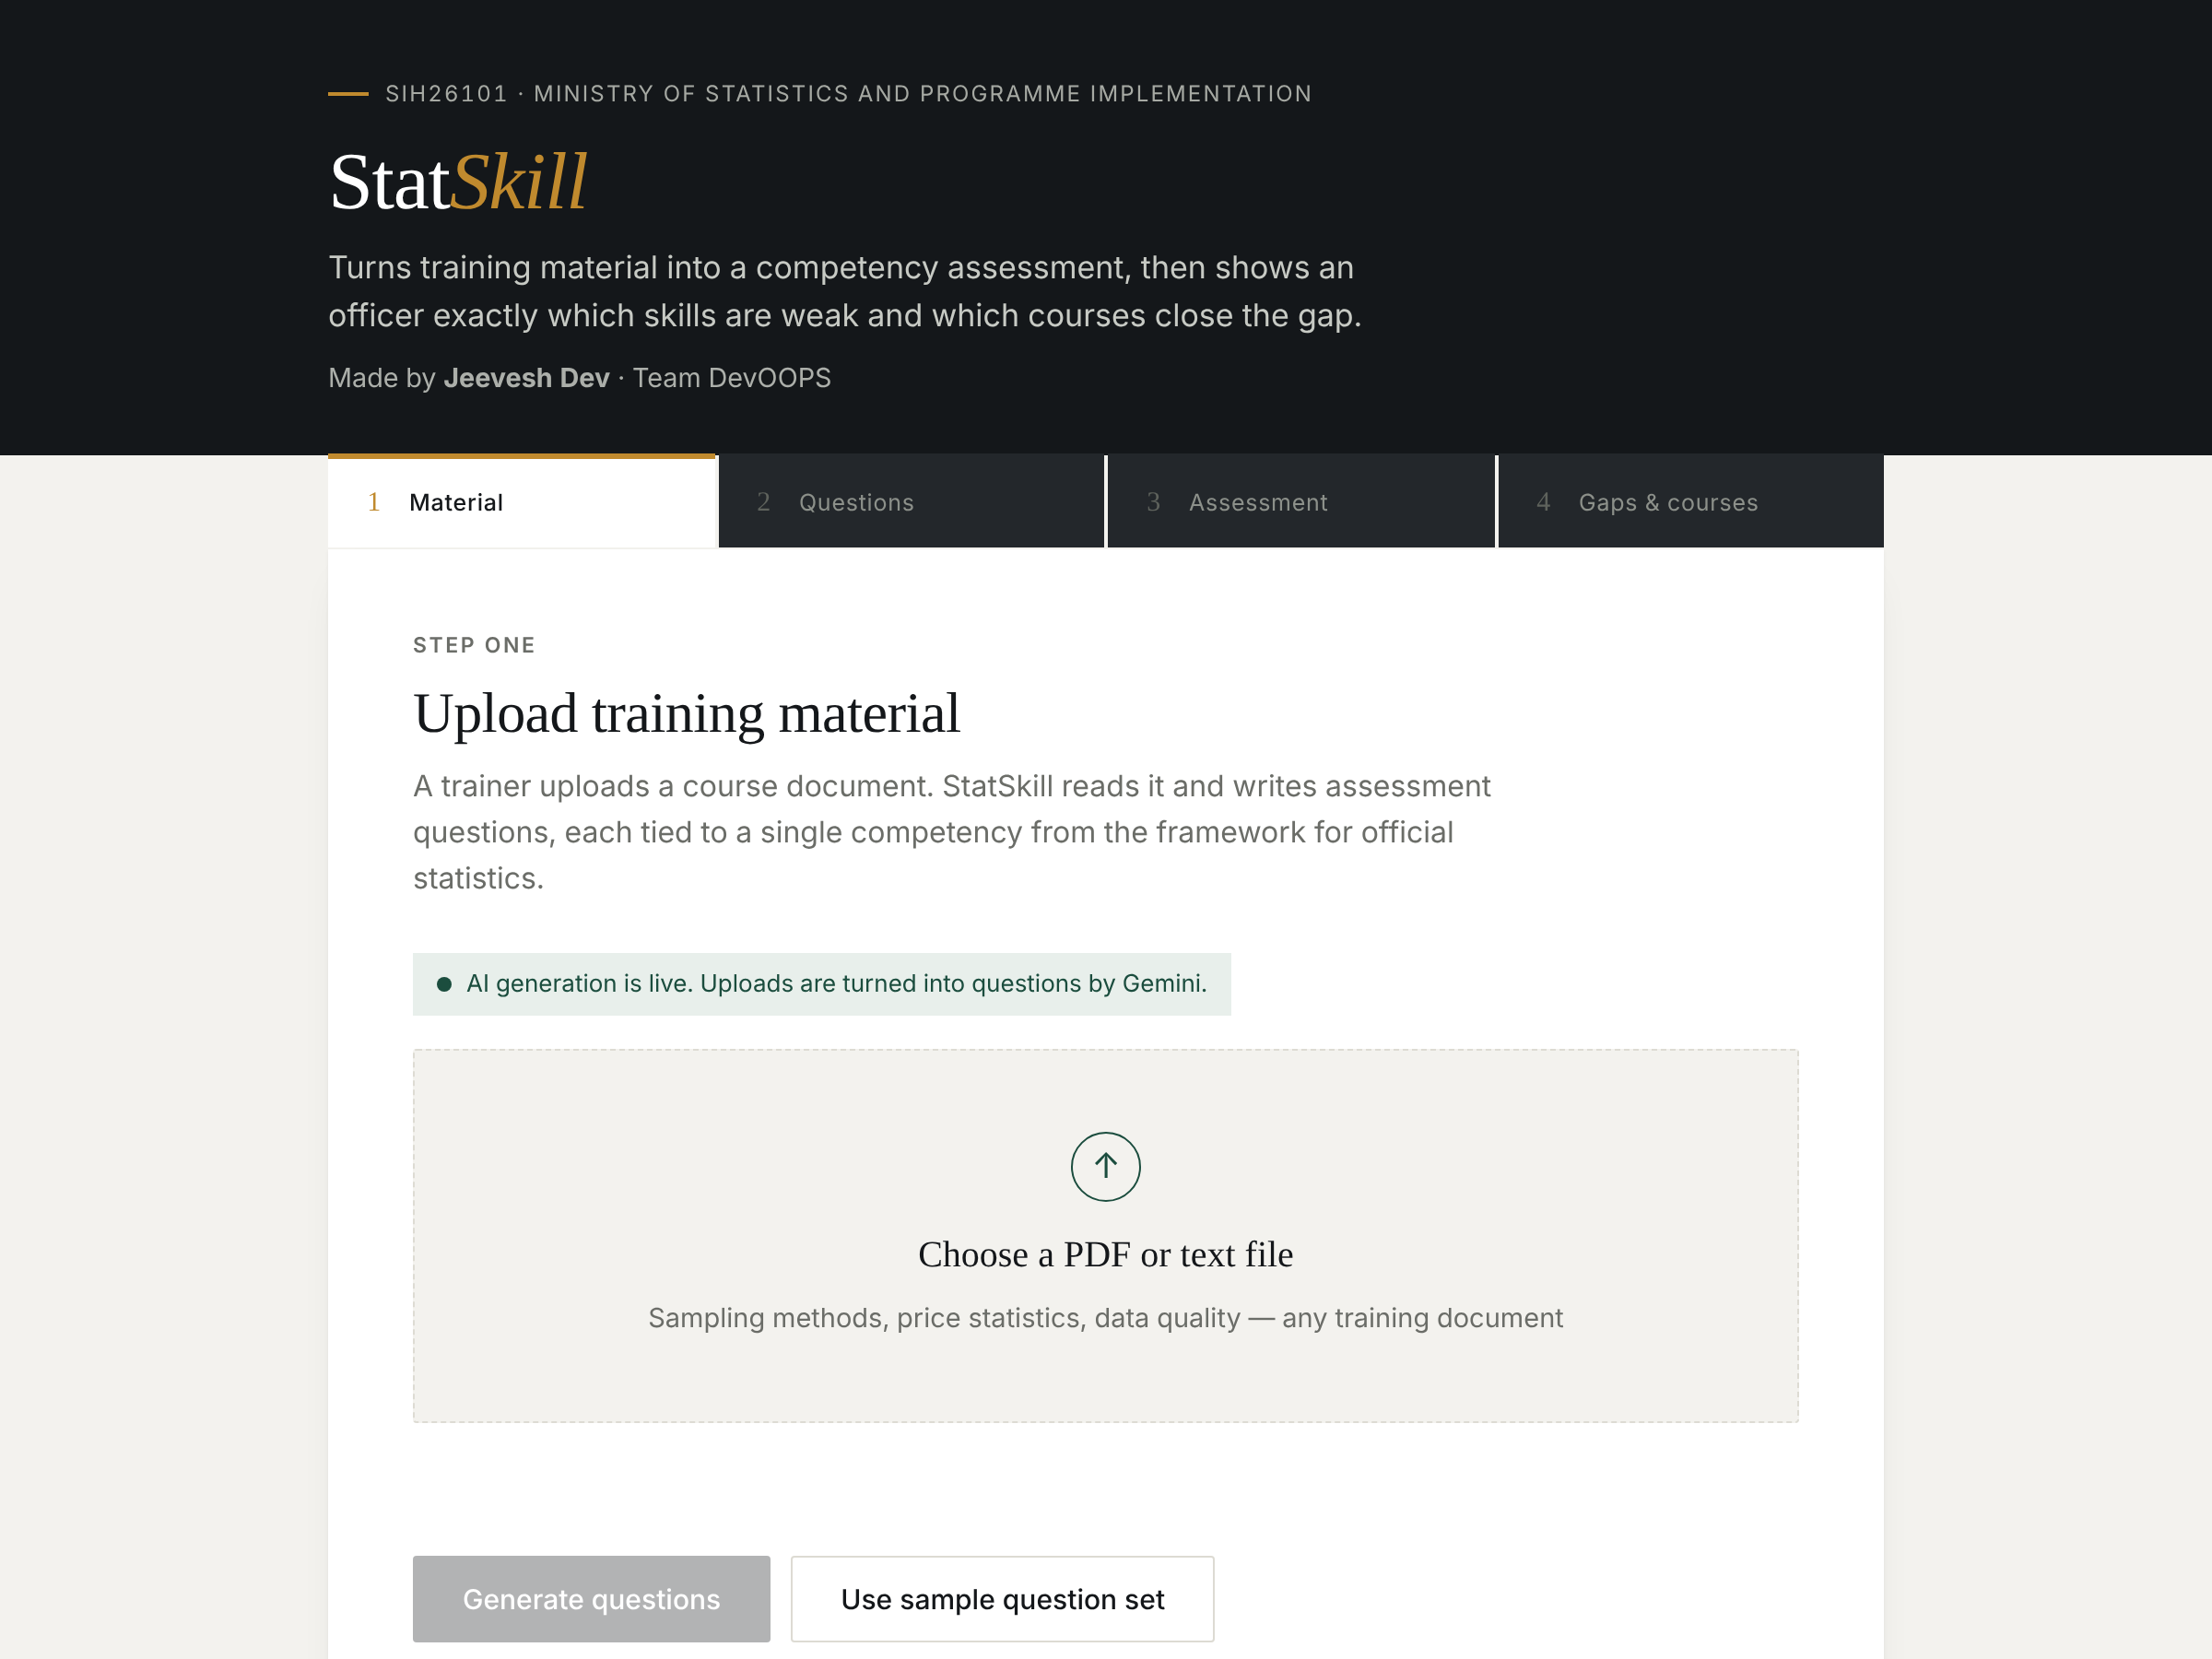 SIH26101 · MINISTRY OF STATISTICS AND PROGRAMME IMPLEMENTATION
StatSkill
Turns training material into a competency assessment, then shows an
officer exactly which skills are weak and which courses close the gap.
Made by Jeevesh Dev · Team DevOOPS
1 Material
2 Questions
3 Assessment
4 Gaps & courses
STEP ONE
Upload training material
A trainer uploads a course document. StatSkill reads it and writes assessment
questions, each tied to a single competency from the framework for official
statistics.
AI generation is live. Uploads are turned into questions by Gemini.
Choose a PDF or text file
Sampling methods, price statistics, data quality — any training document
Generate questions
Use sample question set